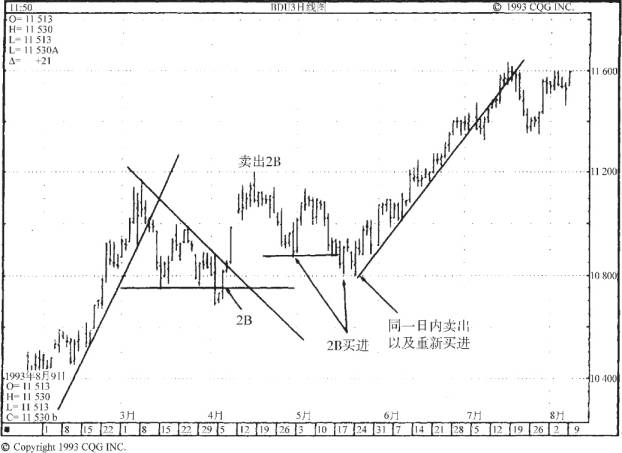 11:50
BDU3日线图
© 1993 CQG INC.
O= 11 513
H= 11 530
L= 11 513
L= 11 530A
Δ= +21
11 600
卖出2B
11 200
10 800
2B
2B买进
同一日内卖出
以及重新买进
1993年8月9日
O= 11 513
H= 11 530
L= 11 513
C= 11 530 b
10 400
3月 4月 5月 6月 7月 8月
1 8 15 22 1 8 15 22 29 5 12 19 26 3 10 17 24 31 7 14 21 28 5 12 19 26 2 9
© Copyright 1993 CQG INC.